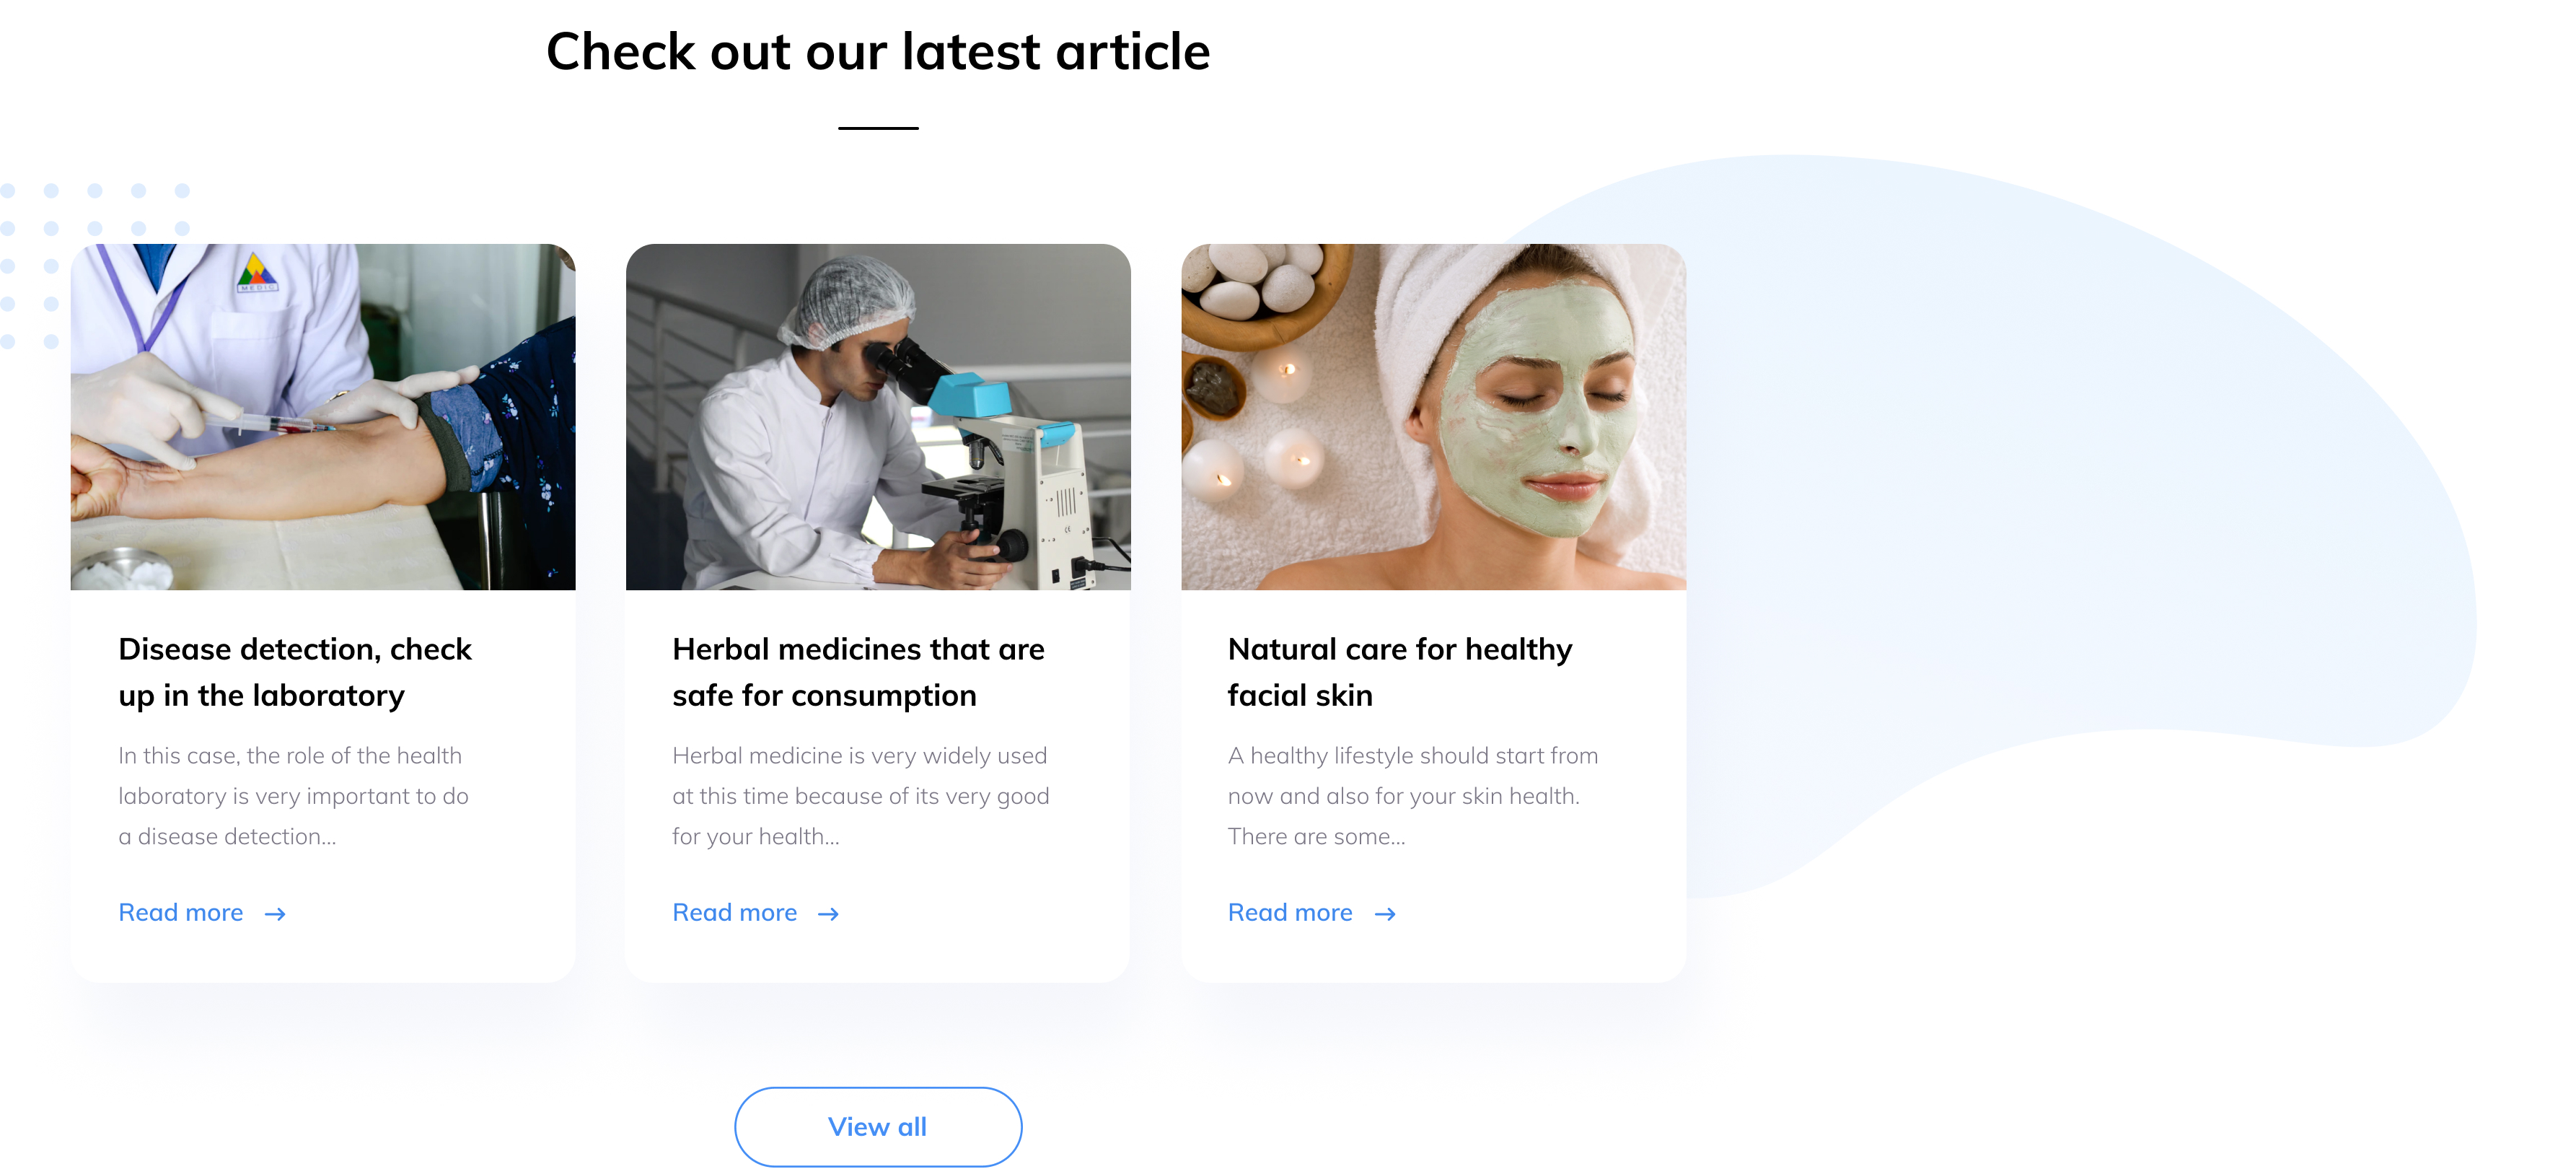 Check out our latest article
MEDIC
Disease detection, check
up in the laboratory
In this case, the role of the health
laboratory is very important to do
a disease detection...
Read more
Herbal medicines that are
safe for consumption
Herbal medicine is very widely used
at this time because of its very good
for your health...
Read more
Natural care for healthy
facial skin
A healthy lifestyle should start from
now and also for your skin health.
There are some...
Read more
View all